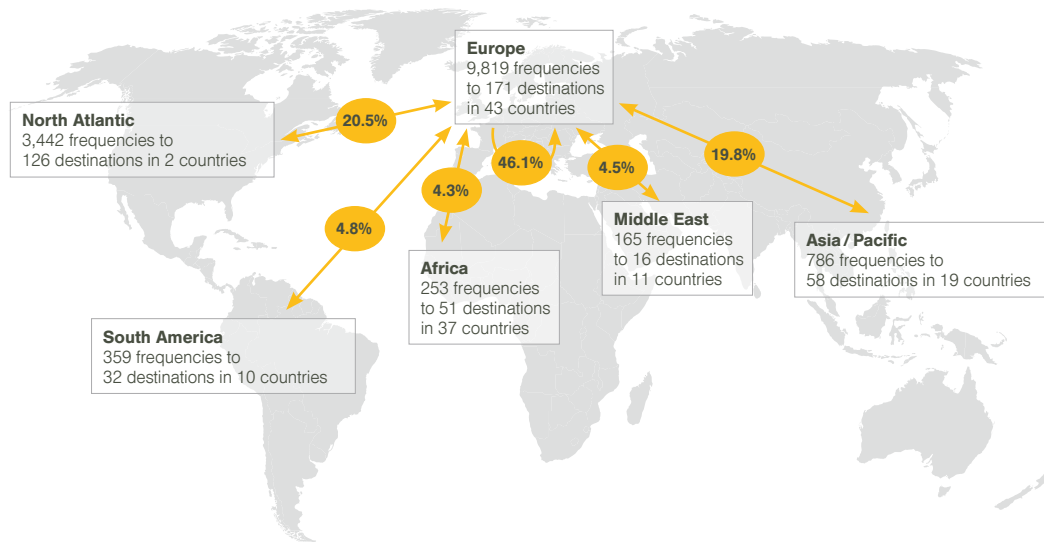 Europe
9,819 frequencies
to 171 destinations
in 43 countries
North Atlantic
3,442 frequencies to
126 destinations in 2 countries
20.5%
46.1%
19.8%
4.5%
4.3%
4.8%
Middle East
165 frequencies
to 16 destinations
in 11 countries
Asia / Pacific
786 frequencies to
58 destinations in 19 countries
Africa
253 frequencies
to 51 destinations
in 37 countries
South America
359 frequencies to
32 destinations in 10 countries